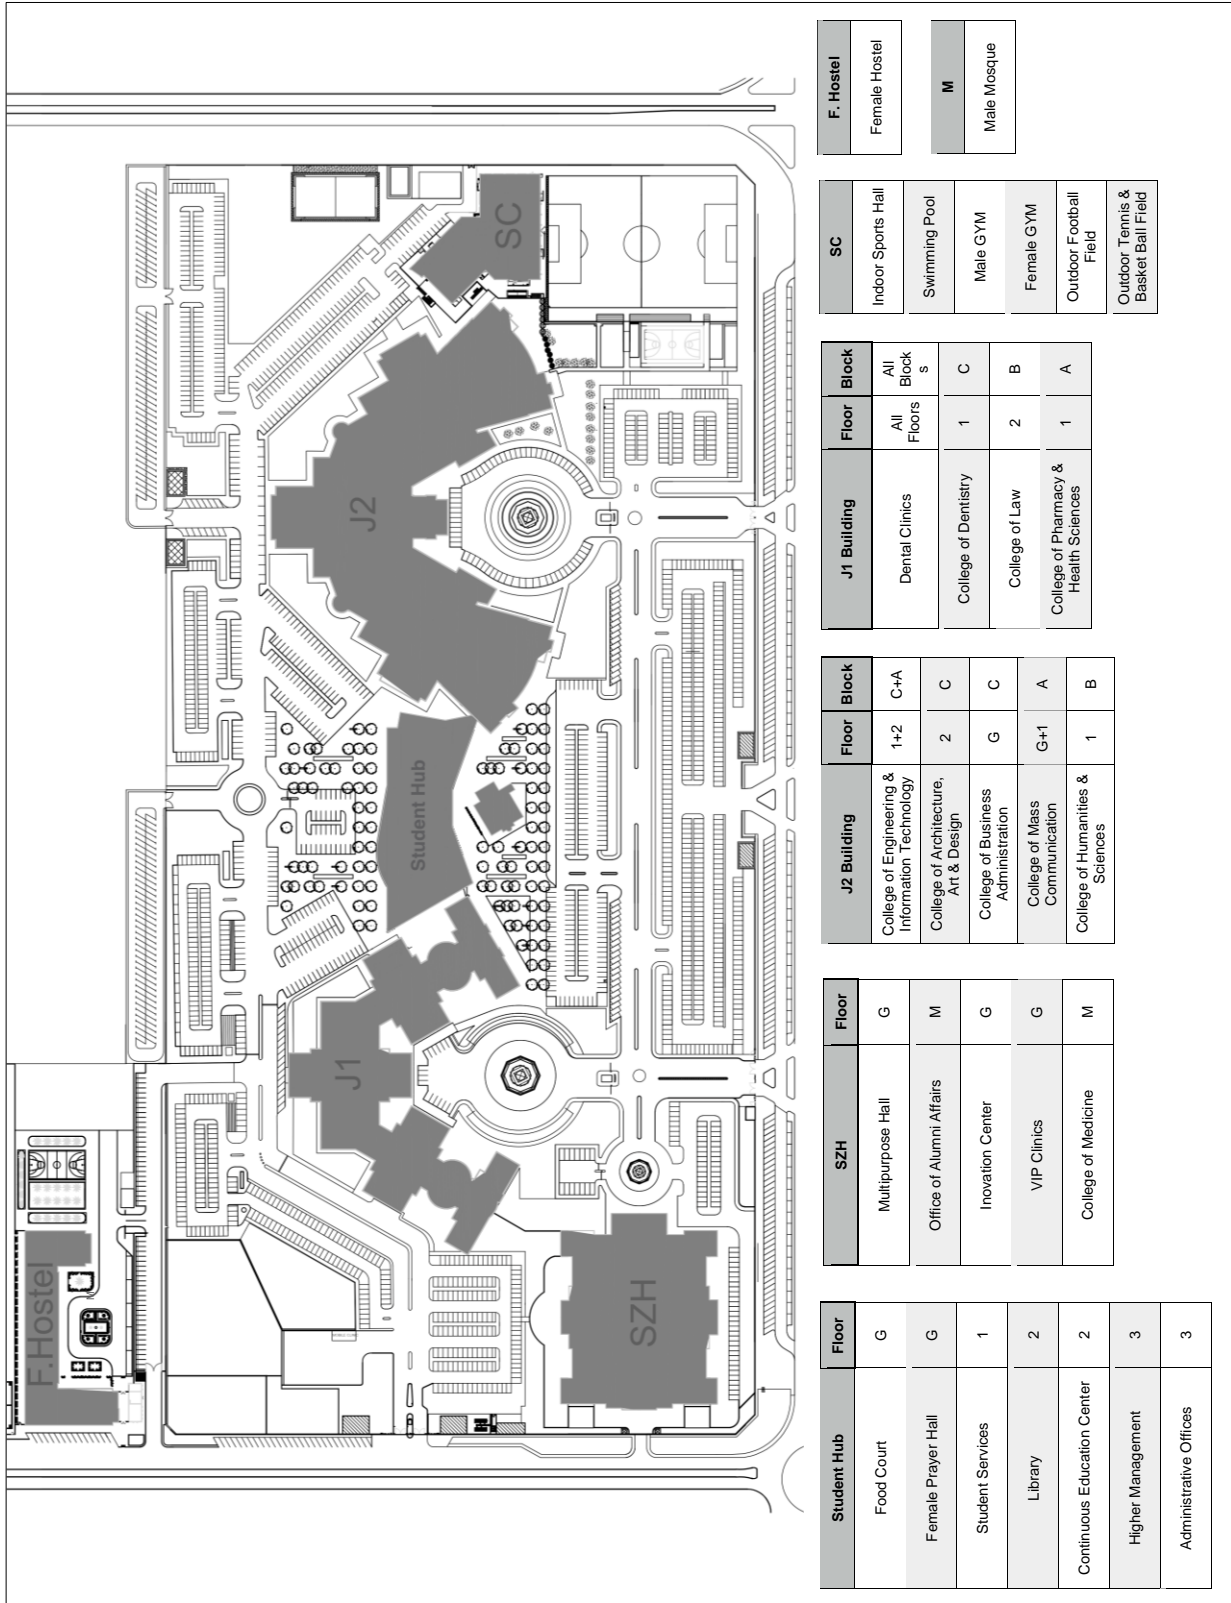 F.Hostel
SZH
J1
Student Hub
J2
SC
Student Hub Floor
Food Court G
Female Prayer Hall G
Student Services 1
Library 2
Continuous Education Center 2
Higher Management 3
Administrative Offices 3
SZH Floor
Multipurpose Hall G
Office of Alumni Affairs M
Inovation Center G
VIP Clinics G
College of Medicine M
J2 Building Floor Block
College of Engineering &
Information Technology 1+2 C+A
College of Architecture,
Art & Design 2 C
College of Business
Administration G C
College of Mass
Communication G+1 A
College of Humanities &
Sciences 1 B
J1 Building Floor Block
Dental Clinics All
Floors All
Block
s
College of Dentistry 1 C
College of Law 2 B
College of Pharmacy &
Health Sciences 1 A
SC
Indoor Sports Hall
Swimming Pool
Male GYM
Female GYM
Outdoor Football
Field
Outdoor Tennis &
Basket Ball Field
F. Hostel
Female Hostel
M
Male Mosque